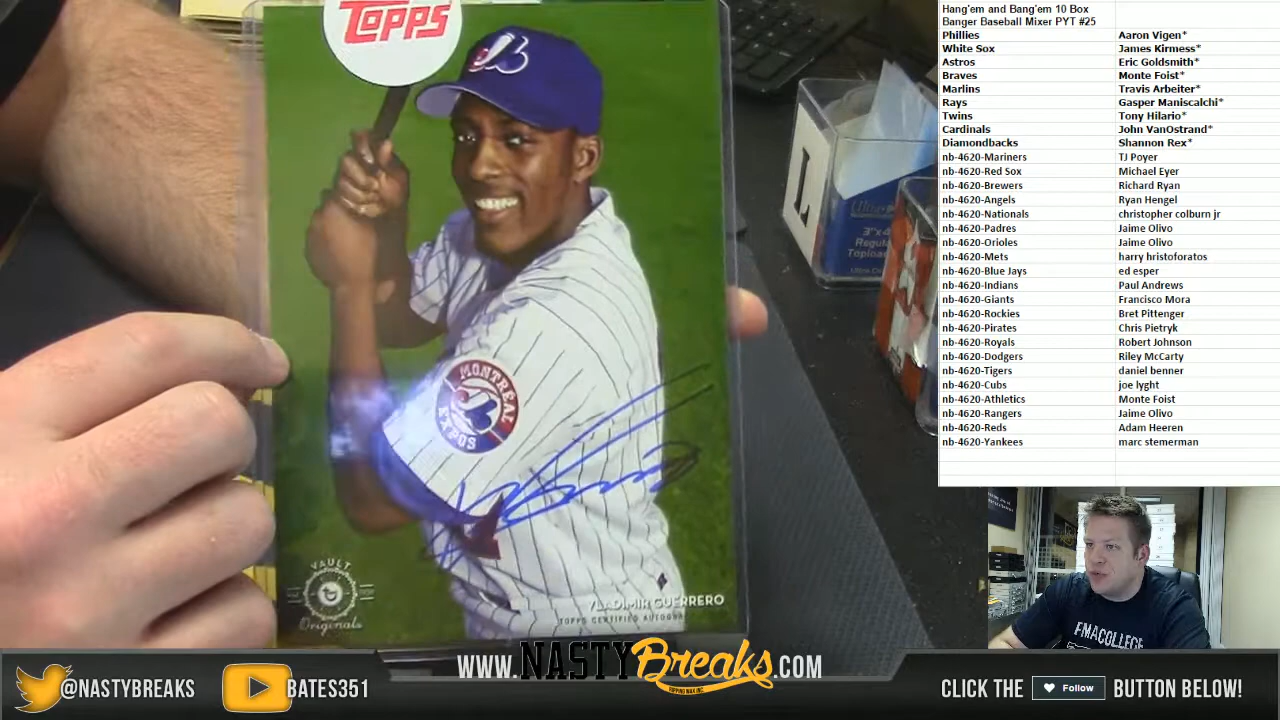 TOPPS
MONTRÉAL
EXPOS
VAULT
Originals
VLADIMIR GUERRERO
TOPPS CERTIFIED AUTOGRAPH
L
3"x4
Regular
Hang'em and Bang'em 10 Box
Banger Baseball Mixer PYT #25
Phillies Aaron Vigen*
White Sox James Kirmess*
Astros Eric Goldsmith*
Braves Monte Foist*
Marlins Travis Arbeiter*
Rays Gasper Maniscalchi*
Twins Tony Hilario*
Cardinals John VanOstrand*
Diamondbacks Shannon Rex*
nb-4620-Mariners TJ Poyer
nb-4620-Red Sox Michael Eyer
nb-4620-Brewers Richard Ryan
nb-4620-Angels Ryan Hengel
nb-4620-Nationals christopher colburn jr
nb-4620-Padres Jaime Olivo
nb-4620-Orioles Jaime Olivo
nb-4620-Mets harry hristoforatos
nb-4620-Blue Jays ed esper
nb-4620-Indians Paul Andrews
nb-4620-Giants Francisco Mora
nb-4620-Rockies Bret Pittenger
nb-4620-Pirates Chris Pietryk
nb-4620-Royals Robert Johnson
nb-4620-Dodgers Riley McCarty
nb-4620-Tigers daniel benner
nb-4620-Cubs joe lyght
nb-4620-Athletics Monte Foist
nb-4620-Rangers Jaime Olivo
nb-4620-Reds Adam Heeren
nb-4620-Yankees marc stemerman
FMACOLLEGE
@NASTYBREAKS
BATES351
WWW.NASTYBreaks.COM
CLICK THE Follow BUTTON BELOW!